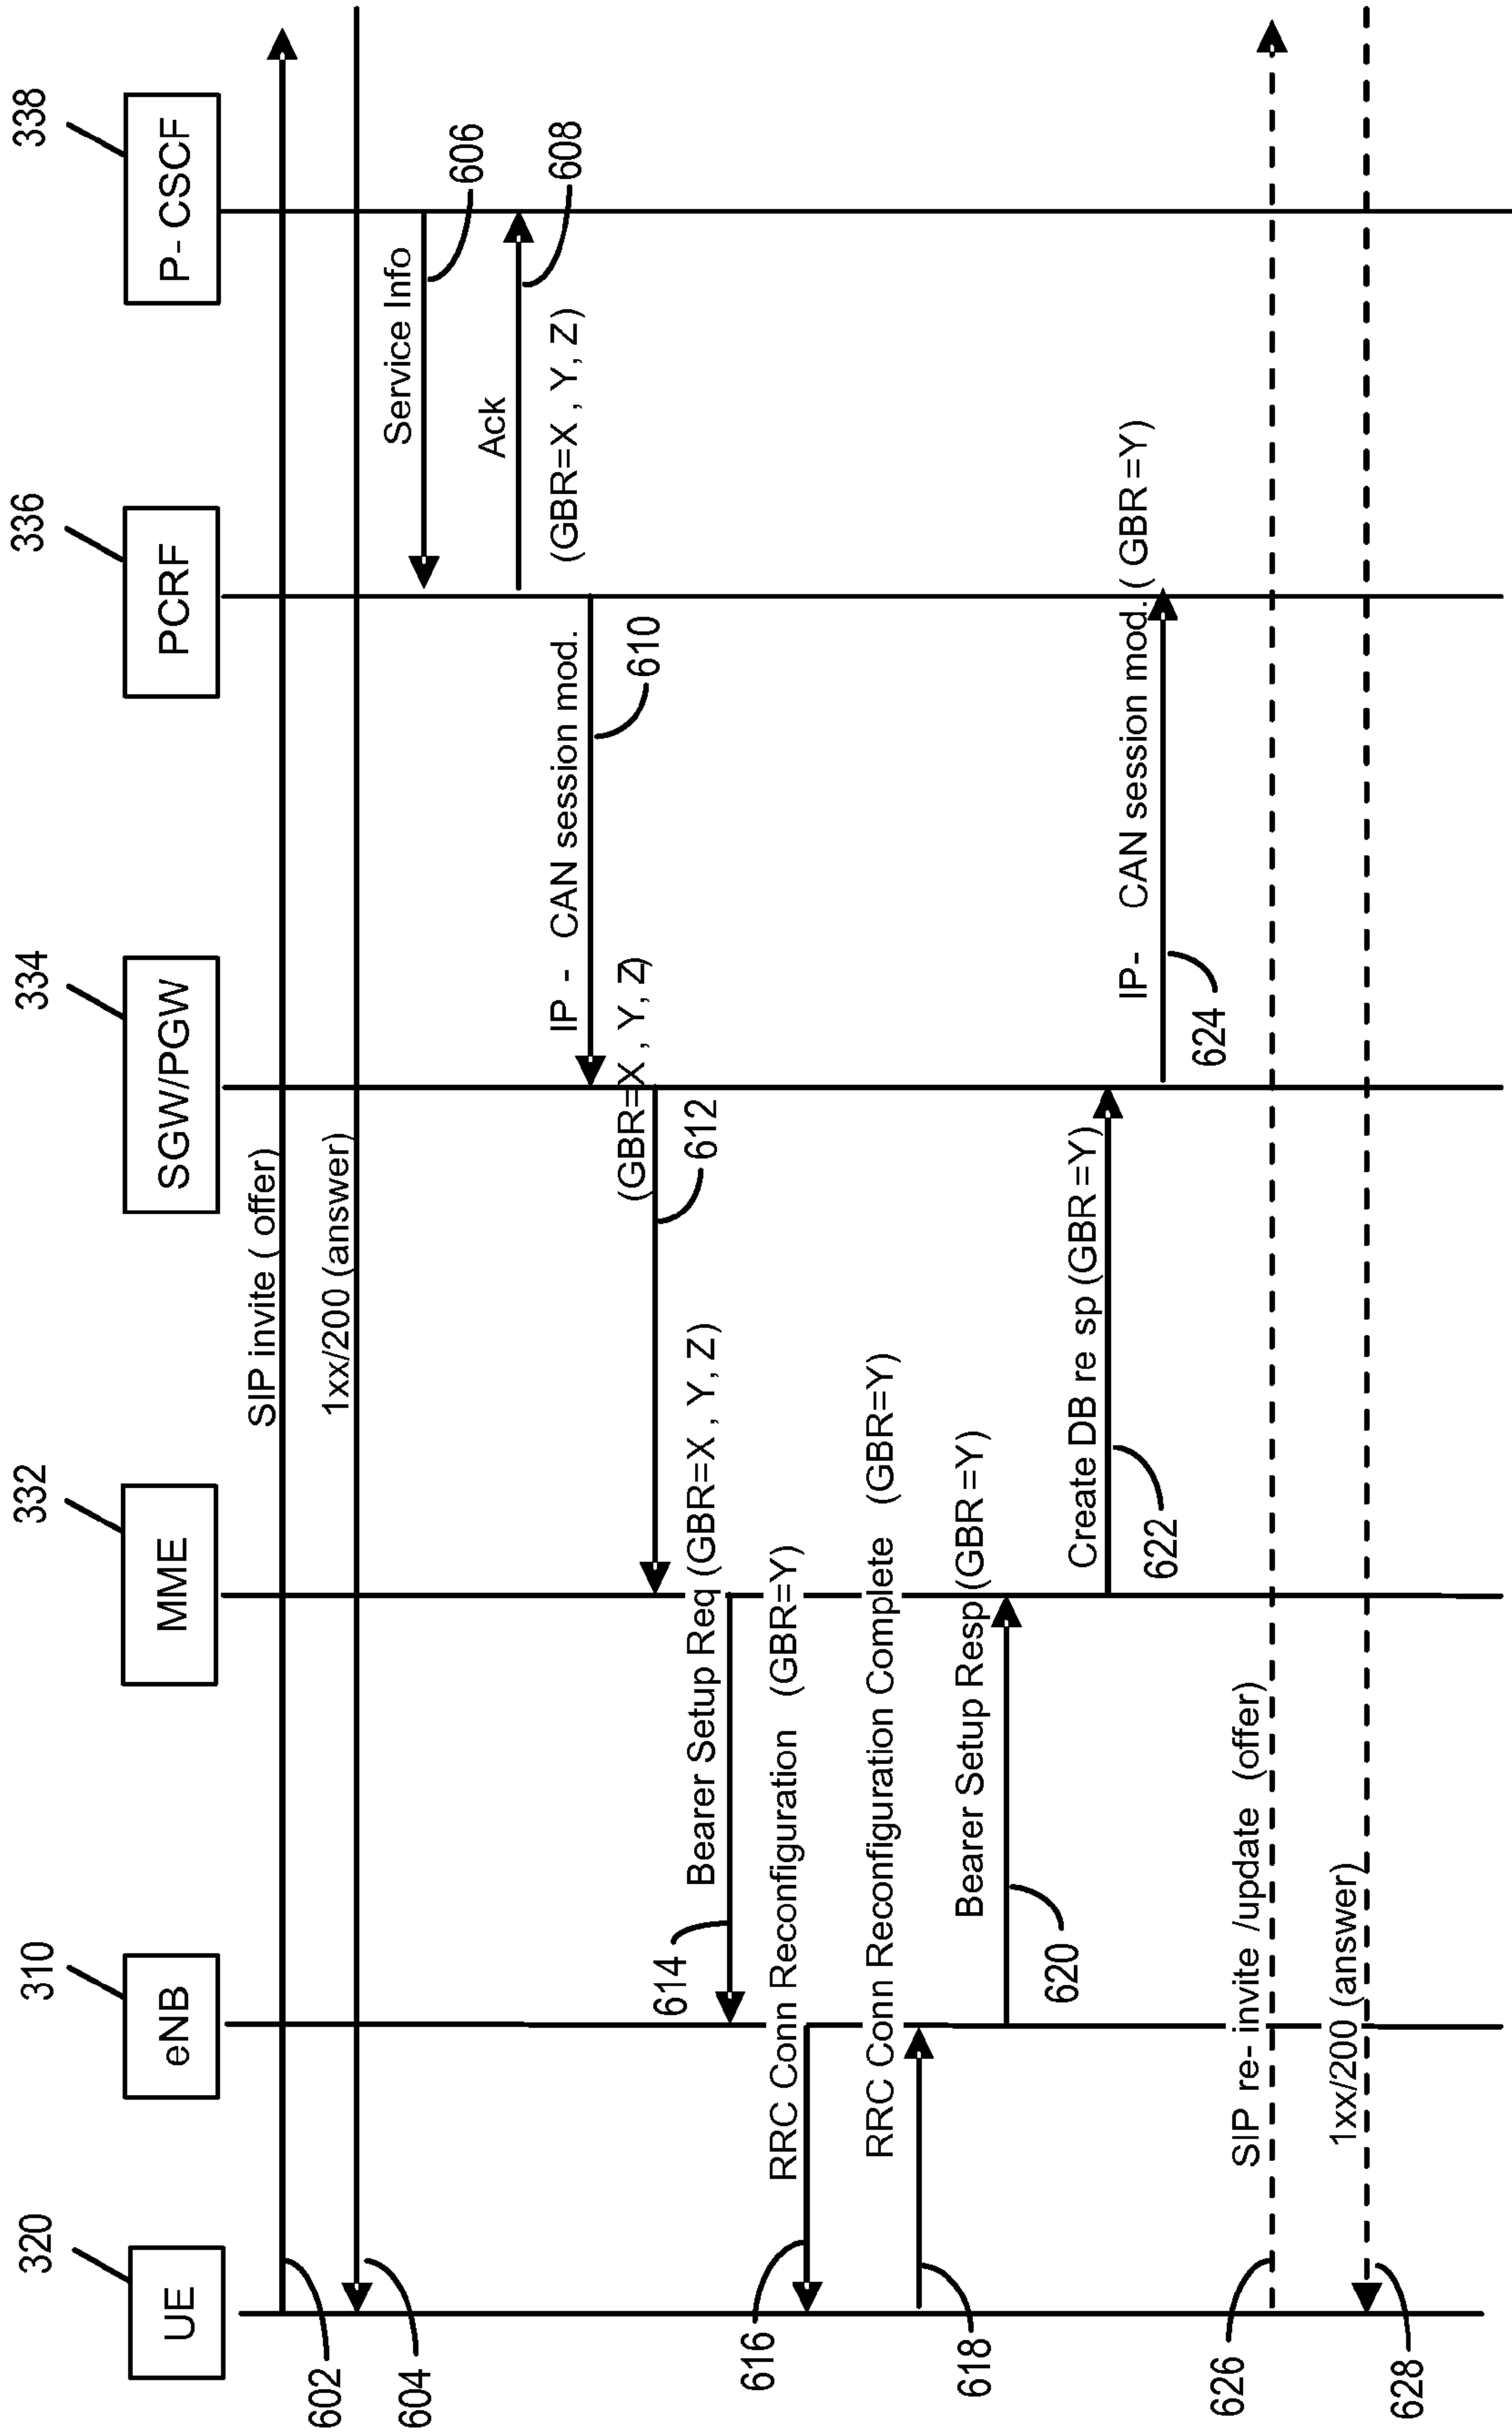 320
310
332
334
336
338
UE
eNB
MME
SGW/PGW
PCRF
P- CSCF
SIP invite ( offer)
602
1xx/200 (answer)
604
Service Info
606
Ack
608
(GBR=X , Y, Z)
IP - CAN session mod.
610
(GBR=X , Y, Z)
612
Bearer Setup Req (GBR=X , Y, Z)
614
RRC Conn Reconfiguration (GBR=Y)
616
RRC Conn Reconfiguration Complete (GBR=Y)
618
Bearer Setup Resp (GBR =Y)
620
Create DB re sp (GBR =Y)
622
IP- CAN session mod. ( GBR =Y)
624
SIP re- invite /update (offer)
626
1xx/200 (answer)
628